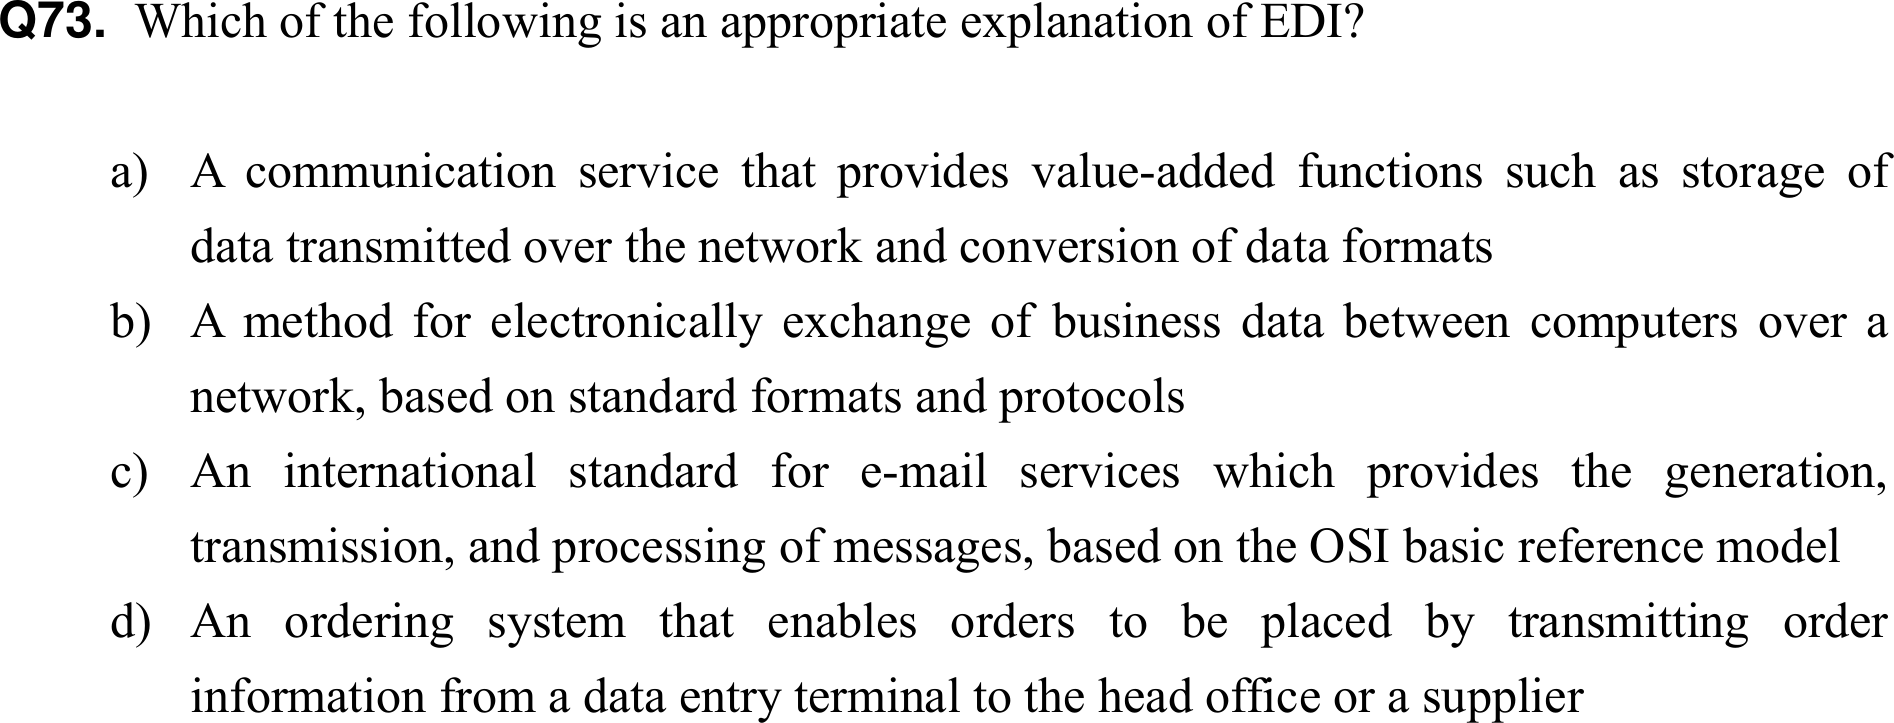 Q73. Which of the following is an appropriate explanation of EDI?
a) A communication service that provides value-added functions such as storage of
data transmitted over the network and conversion of data formats
b) A method for electronically exchange of business data between computers over a
network, based on standard formats and protocols
c) An international standard for e-mail services which provides the generation,
transmission, and processing of messages, based on the OSI basic reference model
d) An ordering system that enables orders to be placed by transmitting order
information from a data entry terminal to the head office or a supplier